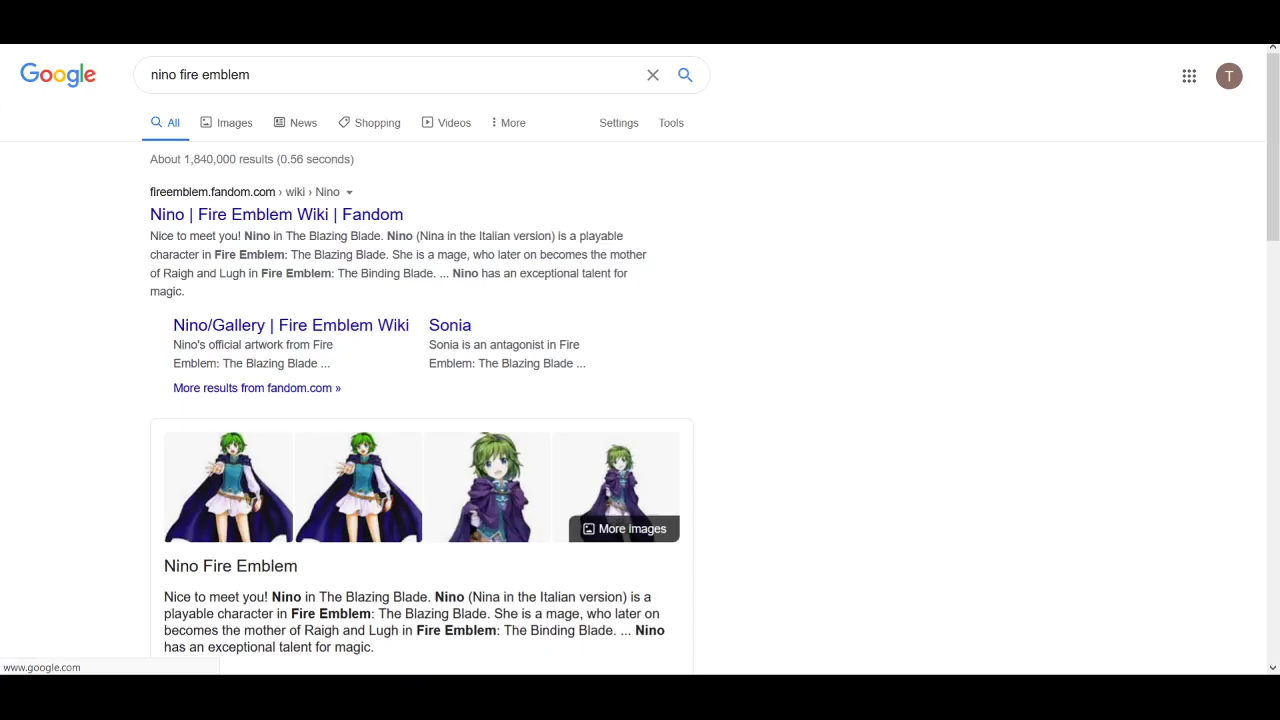 Google
nino fire emblem
T
All
Images
News
Shopping
Videos
More
Settings
Tools
About 1,840,000 results (0.56 seconds)
fireemblem.fandom.com › wiki › Nino
Nino | Fire Emblem Wiki | Fandom
Nice to meet you! Nino in The Blazing Blade. Nino (Nina in the Italian version) is a playable
character in Fire Emblem: The Blazing Blade. She is a mage, who later on becomes the mother
of Raigh and Lugh in Fire Emblem: The Binding Blade. ... Nino has an exceptional talent for
magic.
Nino/Gallery | Fire Emblem Wiki
Nino's official artwork from Fire
Emblem: The Blazing Blade ...
Sonia
Sonia is an antagonist in Fire
Emblem: The Blazing Blade ...
More results from fandom.com »
More images
Nino Fire Emblem
Nice to meet you! Nino in The Blazing Blade. Nino (Nina in the Italian version) is a
playable character in Fire Emblem: The Blazing Blade. She is a mage, who later on
becomes the mother of Raigh and Lugh in Fire Emblem: The Binding Blade. ... Nino
has an exceptional talent for magic.
www.google.com